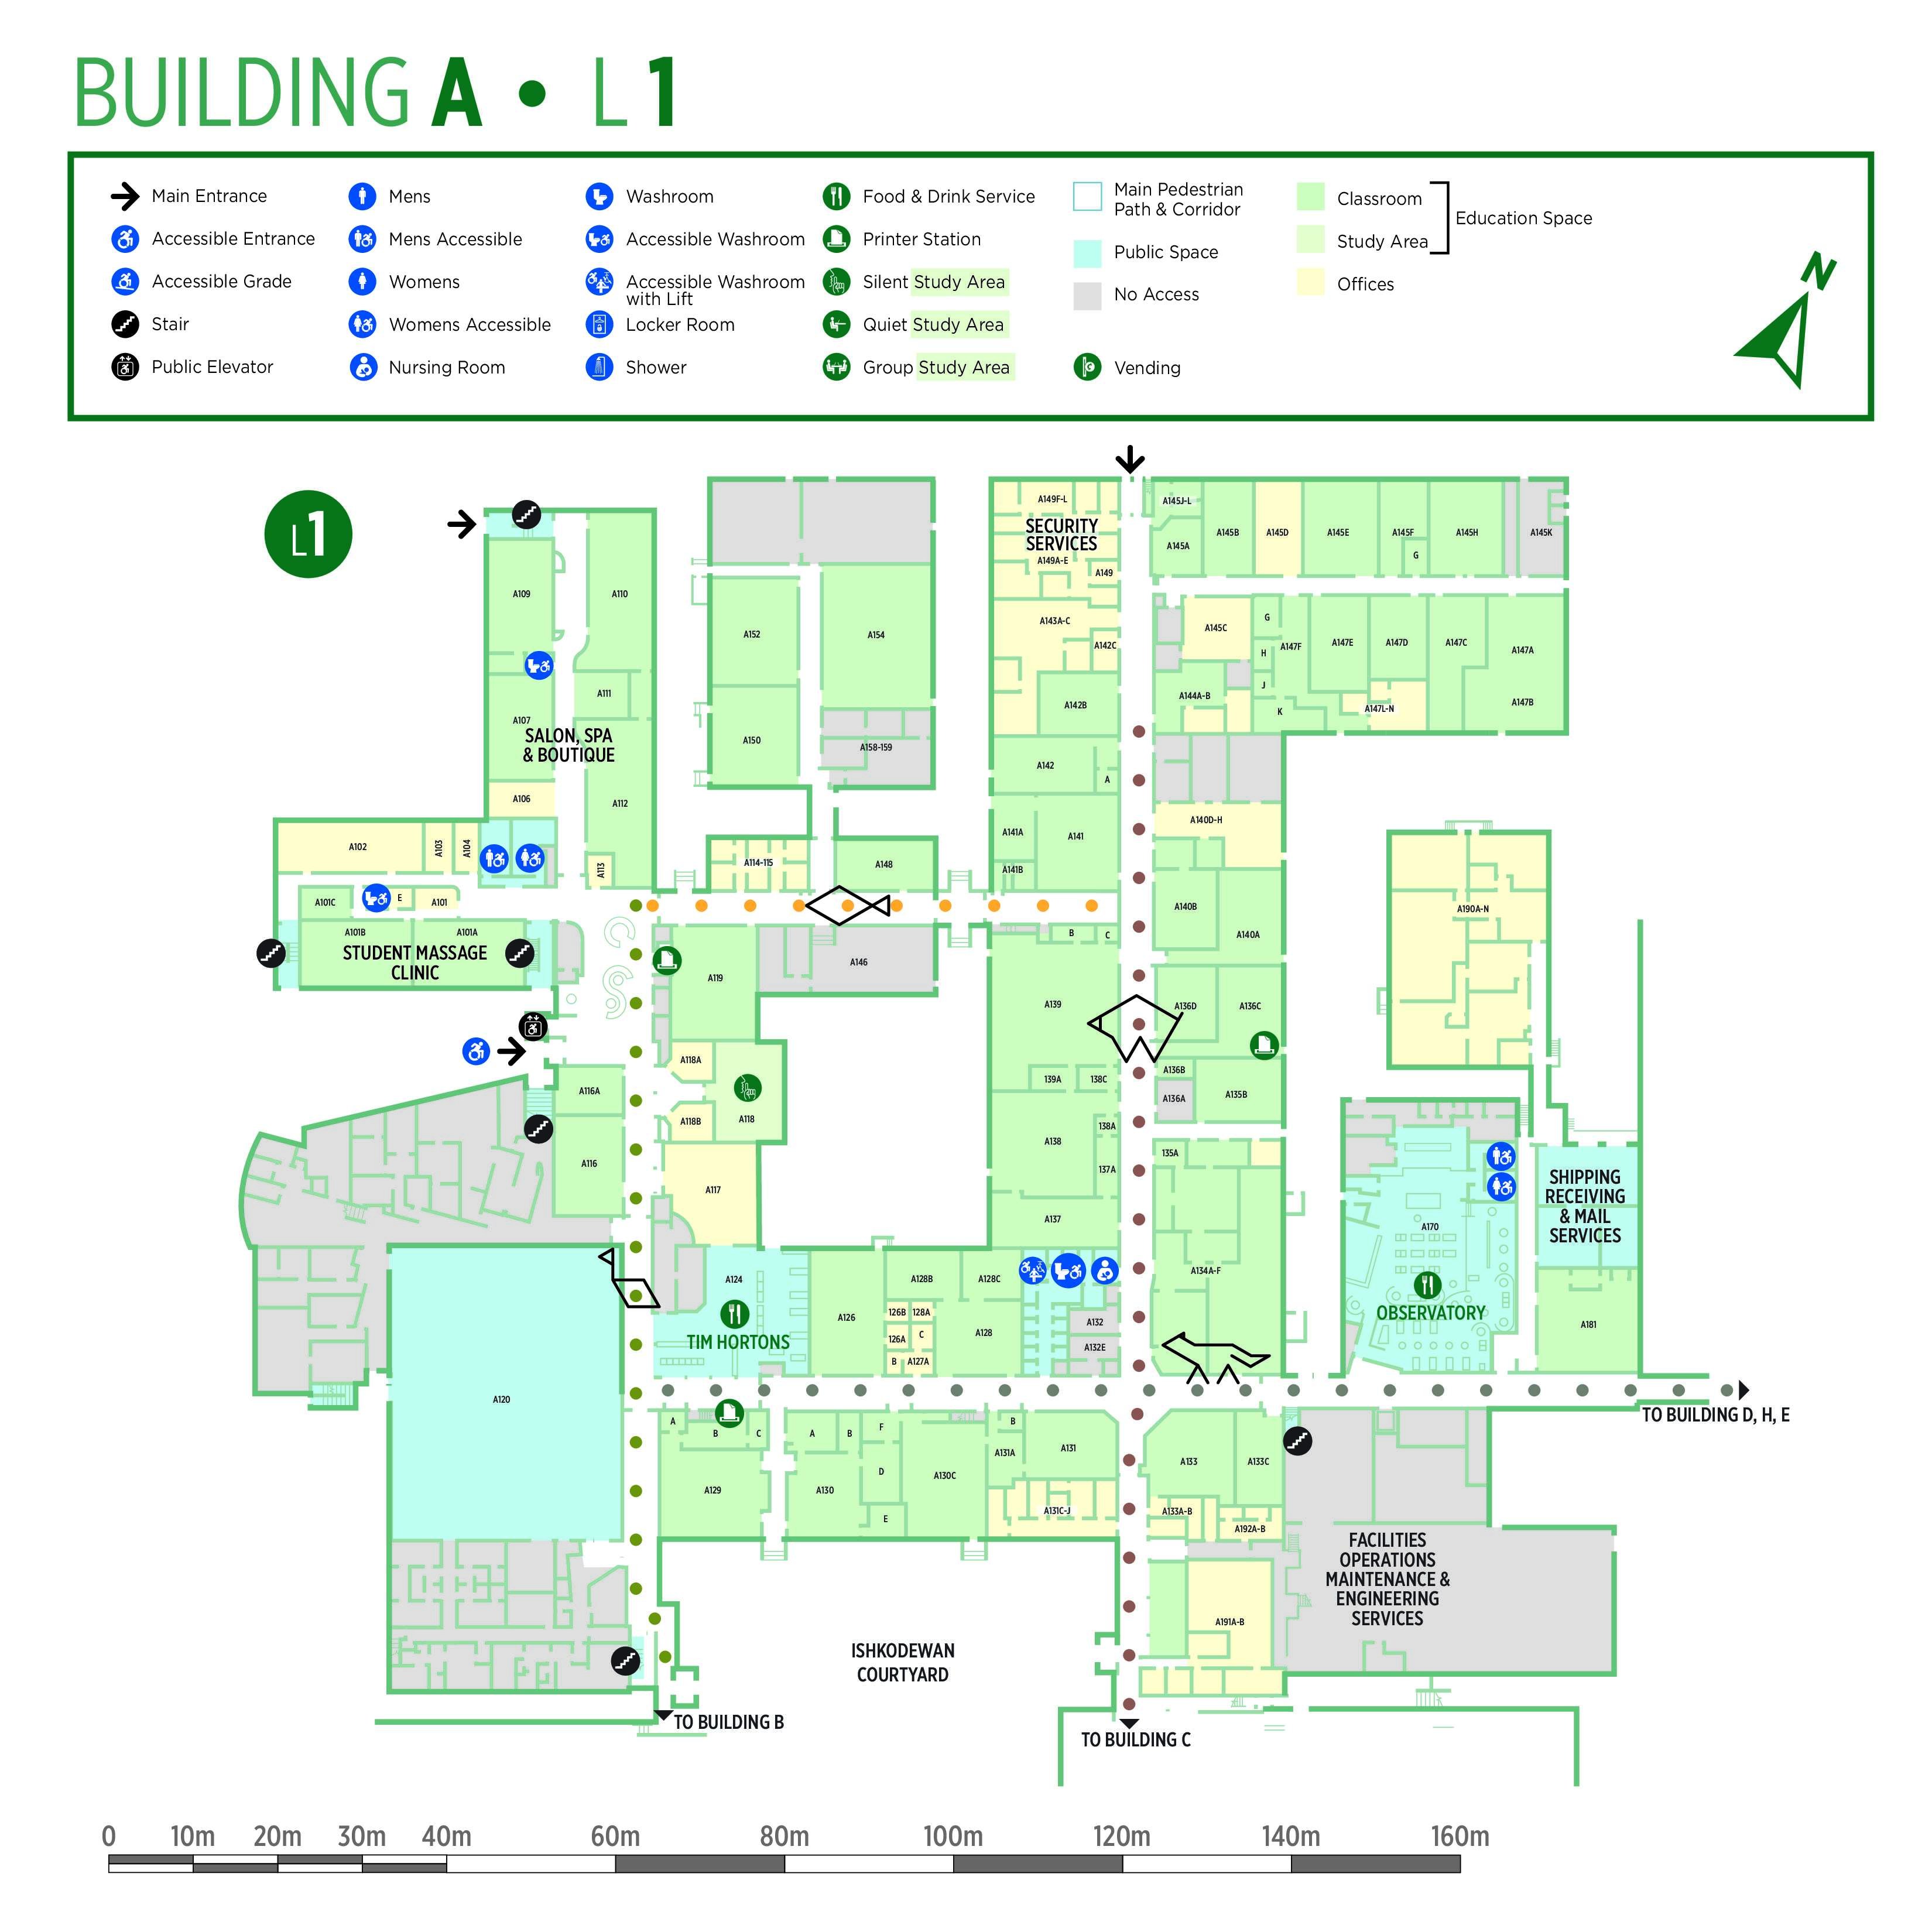 BUILDING A • L 1
Main Entrance
Accessible Entrance
Accessible Grade
Stair
Public Elevator
Mens
Mens Accessible
Womens
Womens Accessible
Nursing Room
Washroom
Accessible Washroom
Accessible Washroom
with Lift
Locker Room
Shower
Food & Drink Service
Printer Station
Silent Study Area
Quiet Study Area
Group Study Area
Main Pedestrian
Path & Corridor
Public Space
No Access
Vending
Classroom
Study Area
Offices
Education Space
N
L1
A109
A110
A111
A107
SALON, SPA
& BOUTIQUE
A106
A112
A113
A102
A103
A104
A101C
E
A101
A101B
A101A
STUDENT MASSAGE
CLINIC
A152
A154
A150
A158-159
A114-115
A148
A149F-L
SECURITY
SERVICES
A149A-E
A149
A143A-C
A142C
A142B
A142
A
A141A
A141
A141B
A145J-L
A145A
A145B
A145D
A145E
A145F
G
A145H
A145K
A145C
G
H
J
K
A147F
A147E
A147D
A147C
A147A
A147B
A147L-N
A144A-B
A140D-H
A140B
A140A
A190A-N
A119
A146
B
C
A139
A136D
A136C
139A
138C
A136B
A136A
A135B
A118A
A118B
A118
A116A
A116
A117
A138
138A
137A
A137
135A
A134A-F
A170
OBSERVATORY
SHIPPING
RECEIVING
& MAIL
SERVICES
A181
A124
TIM HORTONS
A126
A128B
A128C
126B
128A
126A
C
B
A127A
A128
A132
A132E
A120
TO BUILDING D, H, E
A
B
C
A129
A
B
F
D
E
A130
A130C
B
A131A
A131
A131C-J
A133
A133C
A133A-B
A192A-B
FACILITIES
OPERATIONS
MAINTENANCE &
ENGINEERING
SERVICES
A191A-B
ISHKODEWAN
COURTYARD
TO BUILDING B
TO BUILDING C
0 10m 20m 30m 40m 60m 80m 100m 120m 140m 160m